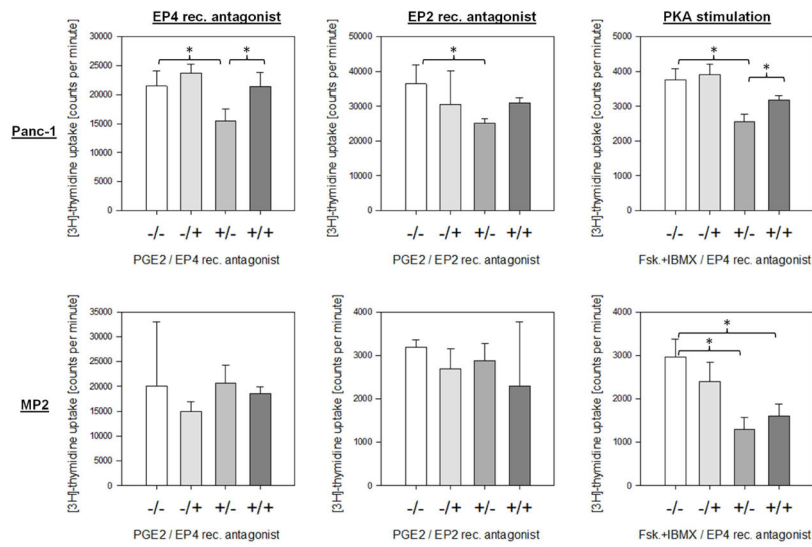 EP4 rec. antagonist
EP2 rec. antagonist
PKA stimulation
Panc-1
[3H]-thymidine uptake [counts per minute]
30000
25000
20000
15000
10000
5000
0
* *
-/- -/+ +/- +/+
PGE2 / EP4 rec. antagonist
[3H]-thymidine uptake [counts per minute]
50000
40000
30000
20000
10000
0
*
-/- -/+ +/- +/+
PGE2 / EP2 rec. antagonist
[3H]-thymidine uptake [counts per minute]
5000
4000
3000
2000
1000
0
* *
-/- -/+ +/- +/+
Fsk.+IBMX / EP4 rec. antagonist
MP2
[3H]-thymidine uptake [counts per minute]
35000
30000
25000
20000
15000
10000
5000
0
-/- -/+ +/- +/+
PGE2 / EP4 rec. antagonist
[3H]-thymidine uptake [counts per minute]
4000
3000
2000
1000
0
-/- -/+ +/- +/+
PGE2 / EP2 rec. antagonist
[3H]-thymidine uptake [counts per minute]
4000
3000
2000
1000
0
*
*
-/- -/+ +/- +/+
Fsk.+IBMX / EP4 rec. antagonist